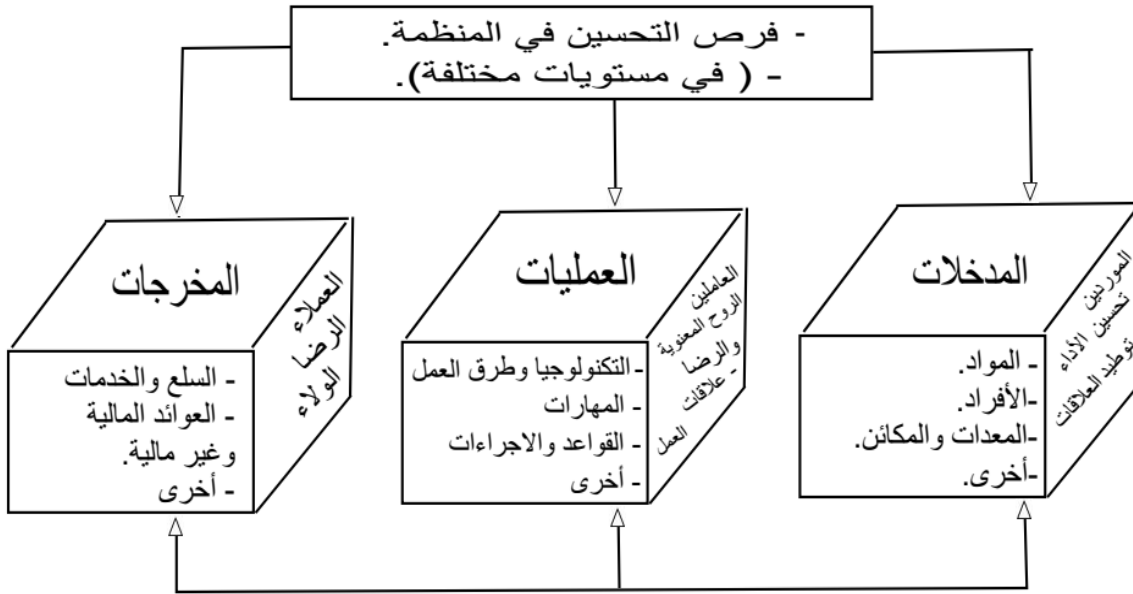 - فرص التحسين في المنظمة.
- ( في مستويات مختلفة).
المدخلات
- المواد.
-الأفراد.
-المعدات والمكائن.
-أخرى.
الموردين
تحسين الأداء
توطيد العلاقات
العمليات
- التكنولوجيا وطرق العمل
- المهارات
- القواعد والاجراءات
- أخرى
العاملين
الروح المعنوية
والرضا
- علاقات
العمل
المخرجات
- السلع والخدمات
- العوائد المالية
وغير مالية.
- أخرى
العملاء
الرضا
الولاء